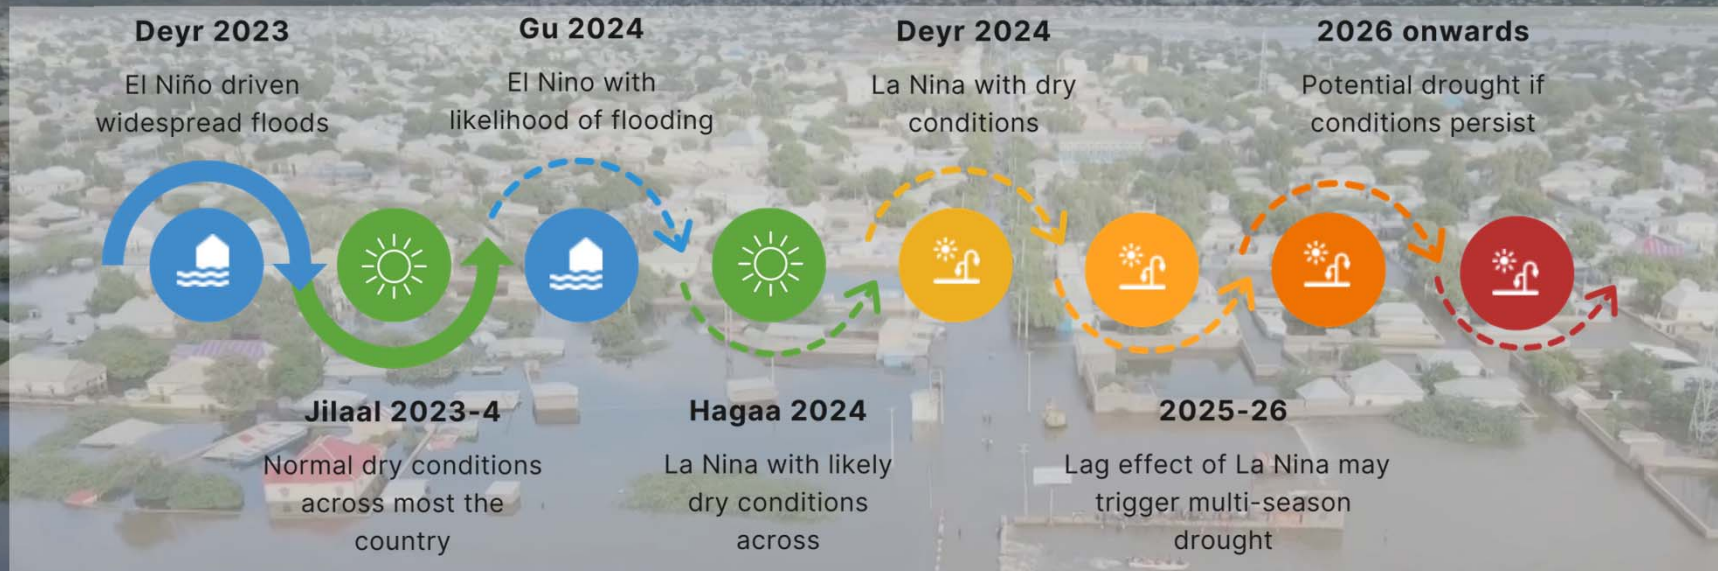 Deyr 2023
El Niño driven
widespread floods
Jilaal 2023-4
Normal dry conditions
across most the
country
Gu 2024
El Nino with
likelihood of flooding
Hagaa 2024
La Nina with likely
dry conditions
across
Deyr 2024
La Nina with dry
conditions
2025-26
Lag effect of La Nina may
trigger multi-season
drought
2026 onwards
Potential drought if
conditions persist